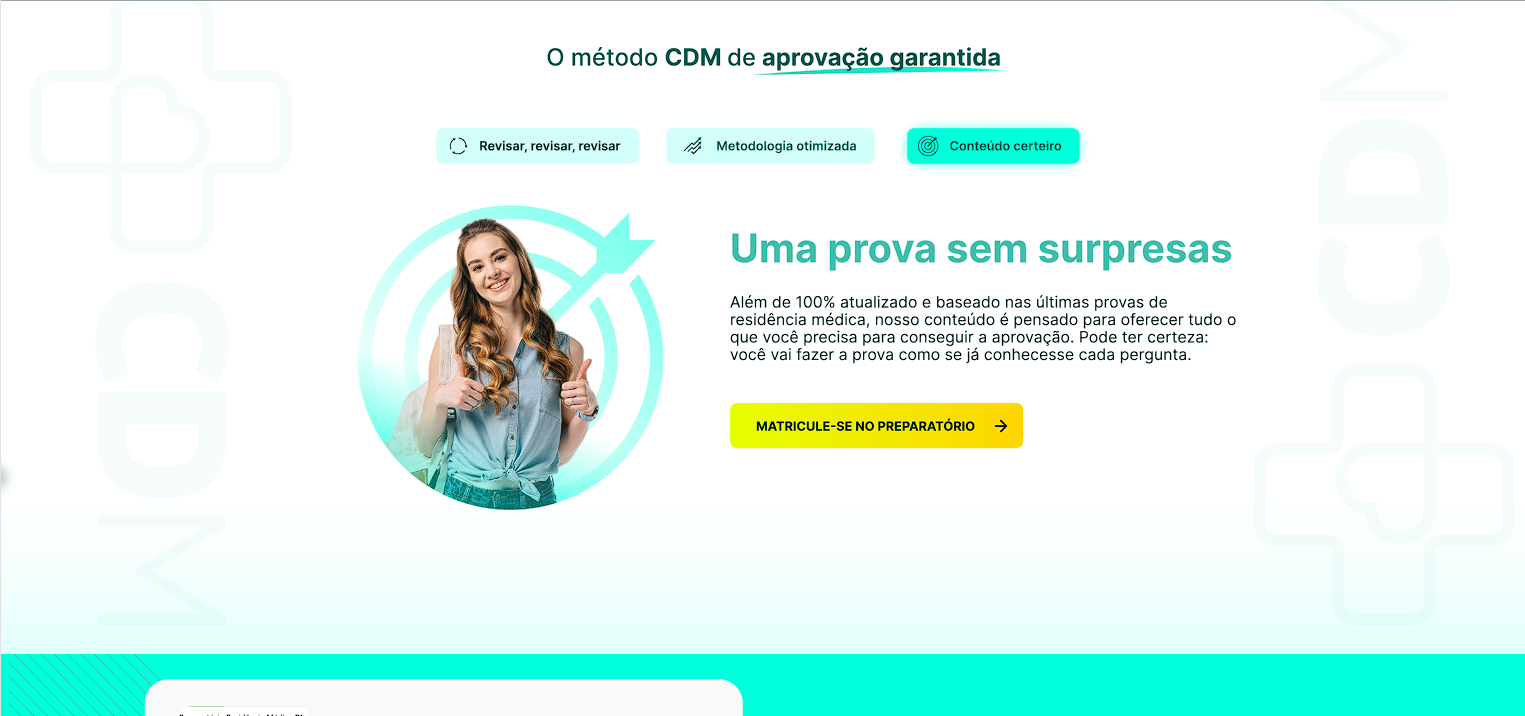 O método CDM de aprovação garantida
Revisar, revisar, revisar
Metodologia otimizada
Conteúdo certeiro
Uma prova sem surpresas
Além de 100% atualizado e baseado nas últimas provas de
residência médica, nosso conteúdo é pensado para oferecer tudo o
que você precisa para conseguir a aprovação. Pode ter certeza:
você vai fazer a prova como se já conhecesse cada pergunta.
MATRICULE-SE NO PREPARATÓRIO
CDM
CDM